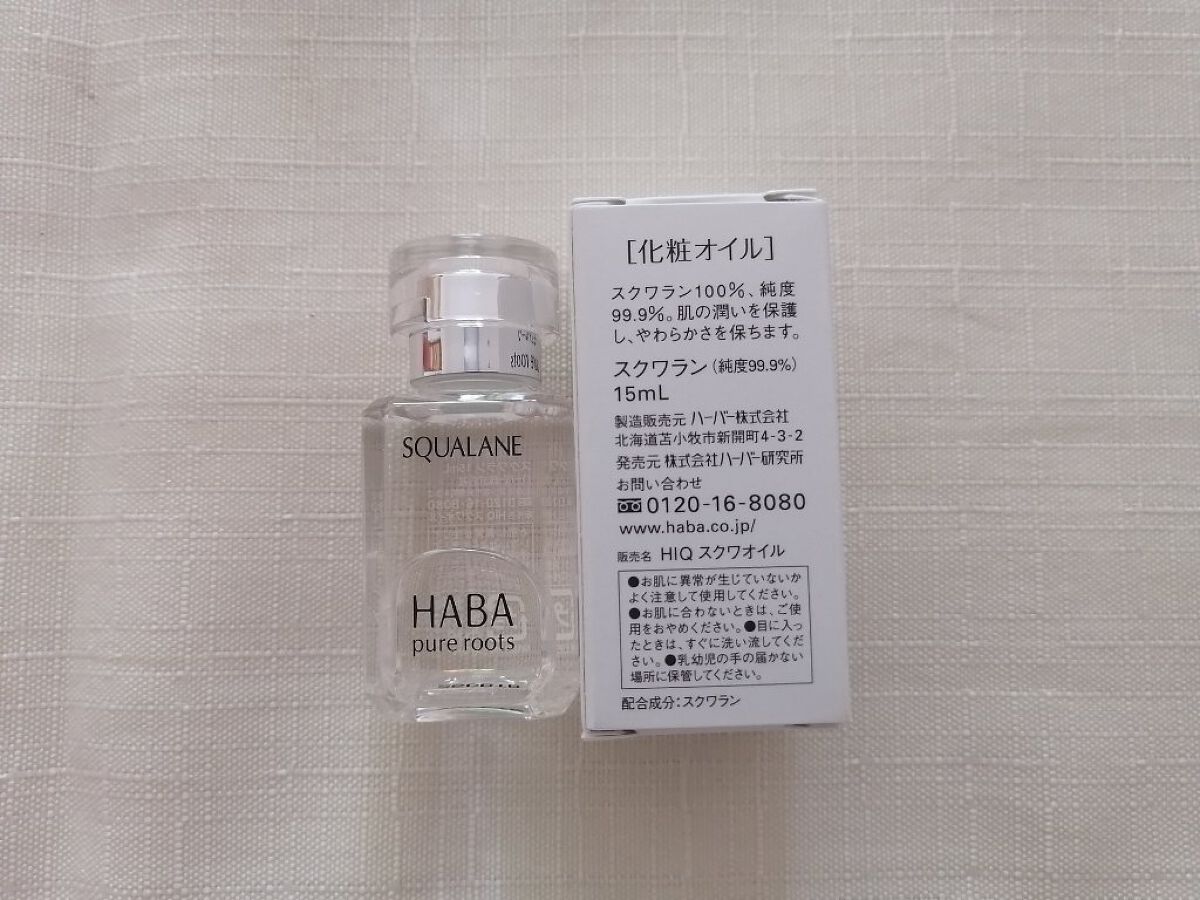 SQUALANE
HABA
pure roots
[化粧オイル]
スクワラン100%、純度
99.9%。肌の潤いを保護
し、やわらかさを保ちます。
スクワラン(純度99.9%)
15mL
製造販売元 ハーバー株式会社
北海道苫小牧市新開町4-3-2
発売元 株式会社ハーバー研究所
お問い合わせ
0120-16-8080
www.haba.co.jp/
販売名 HIQ スクワオイル
●お肌に異常が生じていないか
よく注意して使用してください。
●お肌に合わないときは、ご使
用をおやめください。●目に入っ
たときは、すぐに洗い流してくだ
さい。●乳幼児の手の届かない
場所に保管してください。
配合成分:スクワラン